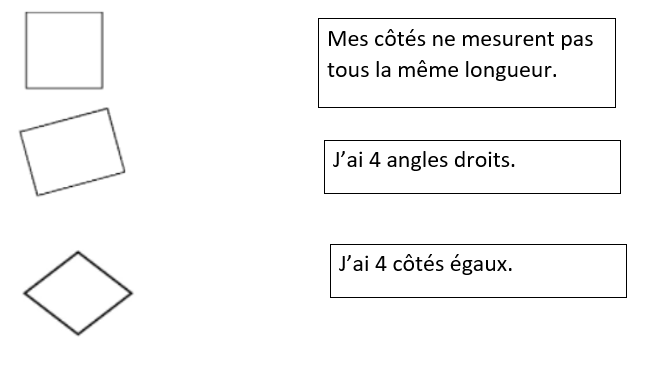 Mes côtés ne mesurent pas
tous la même longueur.
J’ai 4 angles droits.
J’ai 4 côtés égaux.